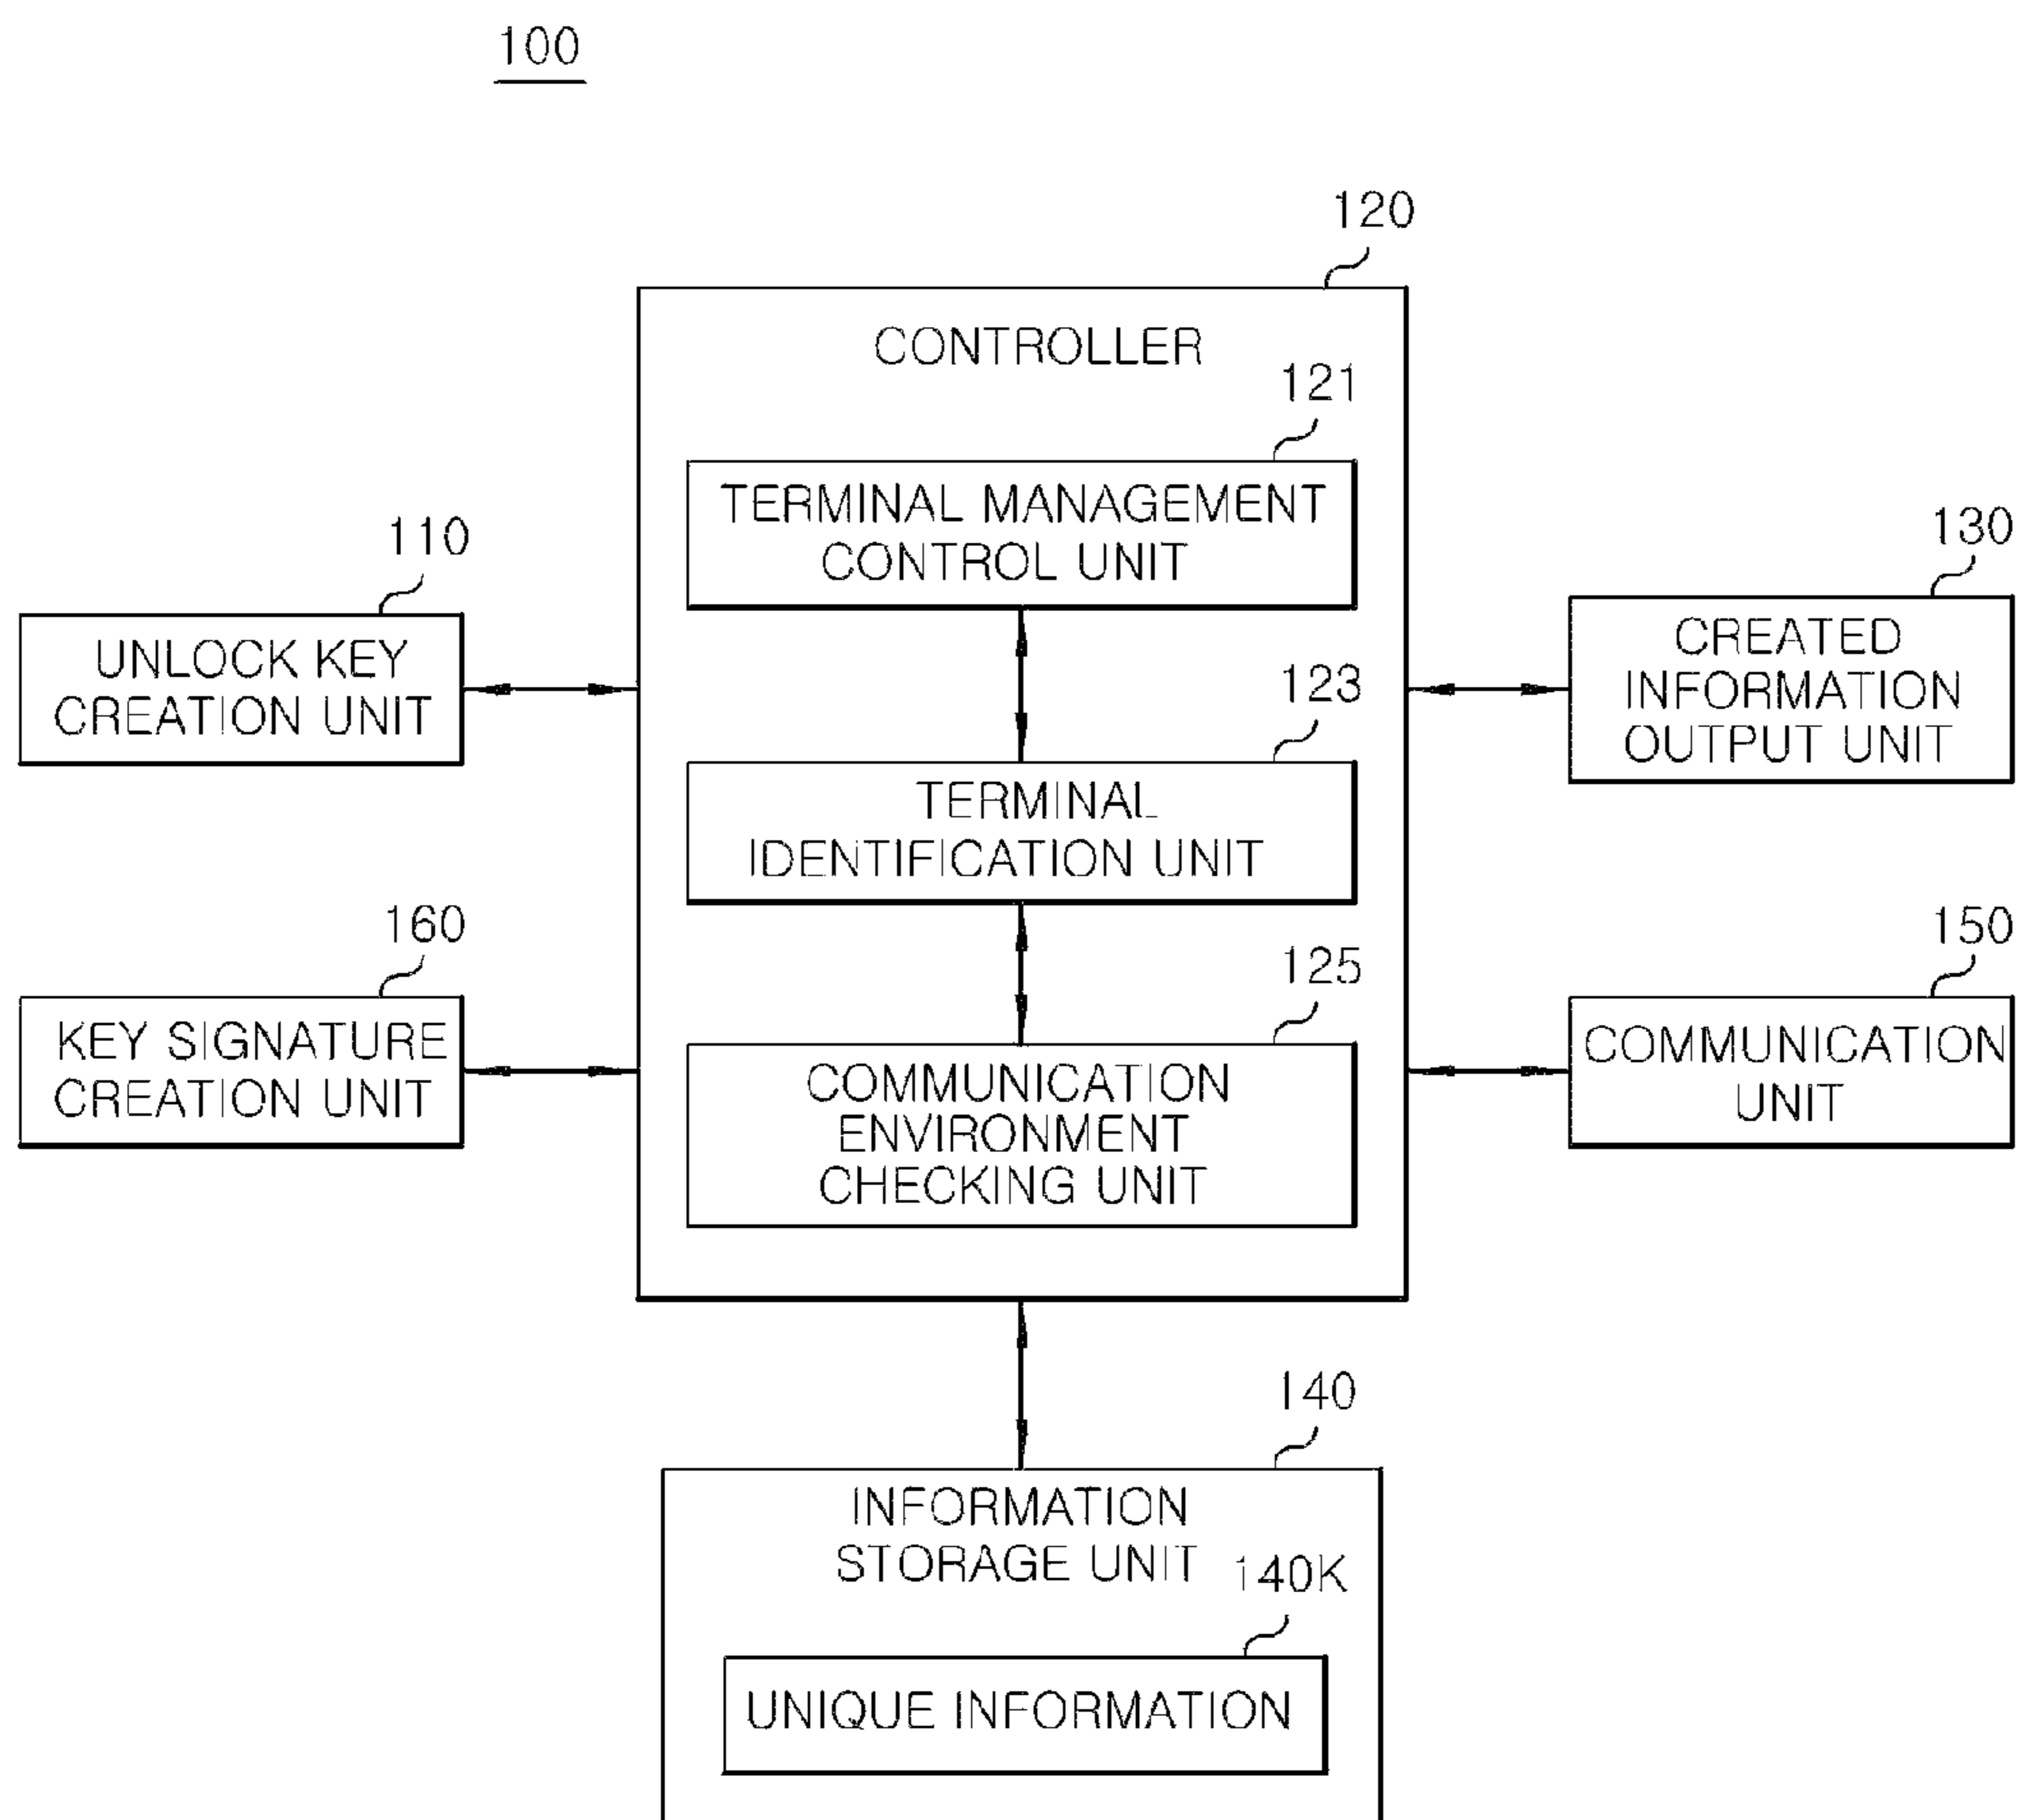 100
120
CONTROLLER
121
TERMINAL MANAGEMENT
CONTROL UNIT
110
UNLOCK KEY
CREATION UNIT
130
CREATED
INFORMATION
OUTPUT UNIT
123
TERMINAL
IDENTIFICATION UNIT
160
KEY SIGNATURE
CREATION UNIT
125
COMMUNICATION
ENVIRONMENT
CHECKING UNIT
150
COMMUNICATION
UNIT
140
INFORMATION
STORAGE UNIT
140K
UNIQUE INFORMATION